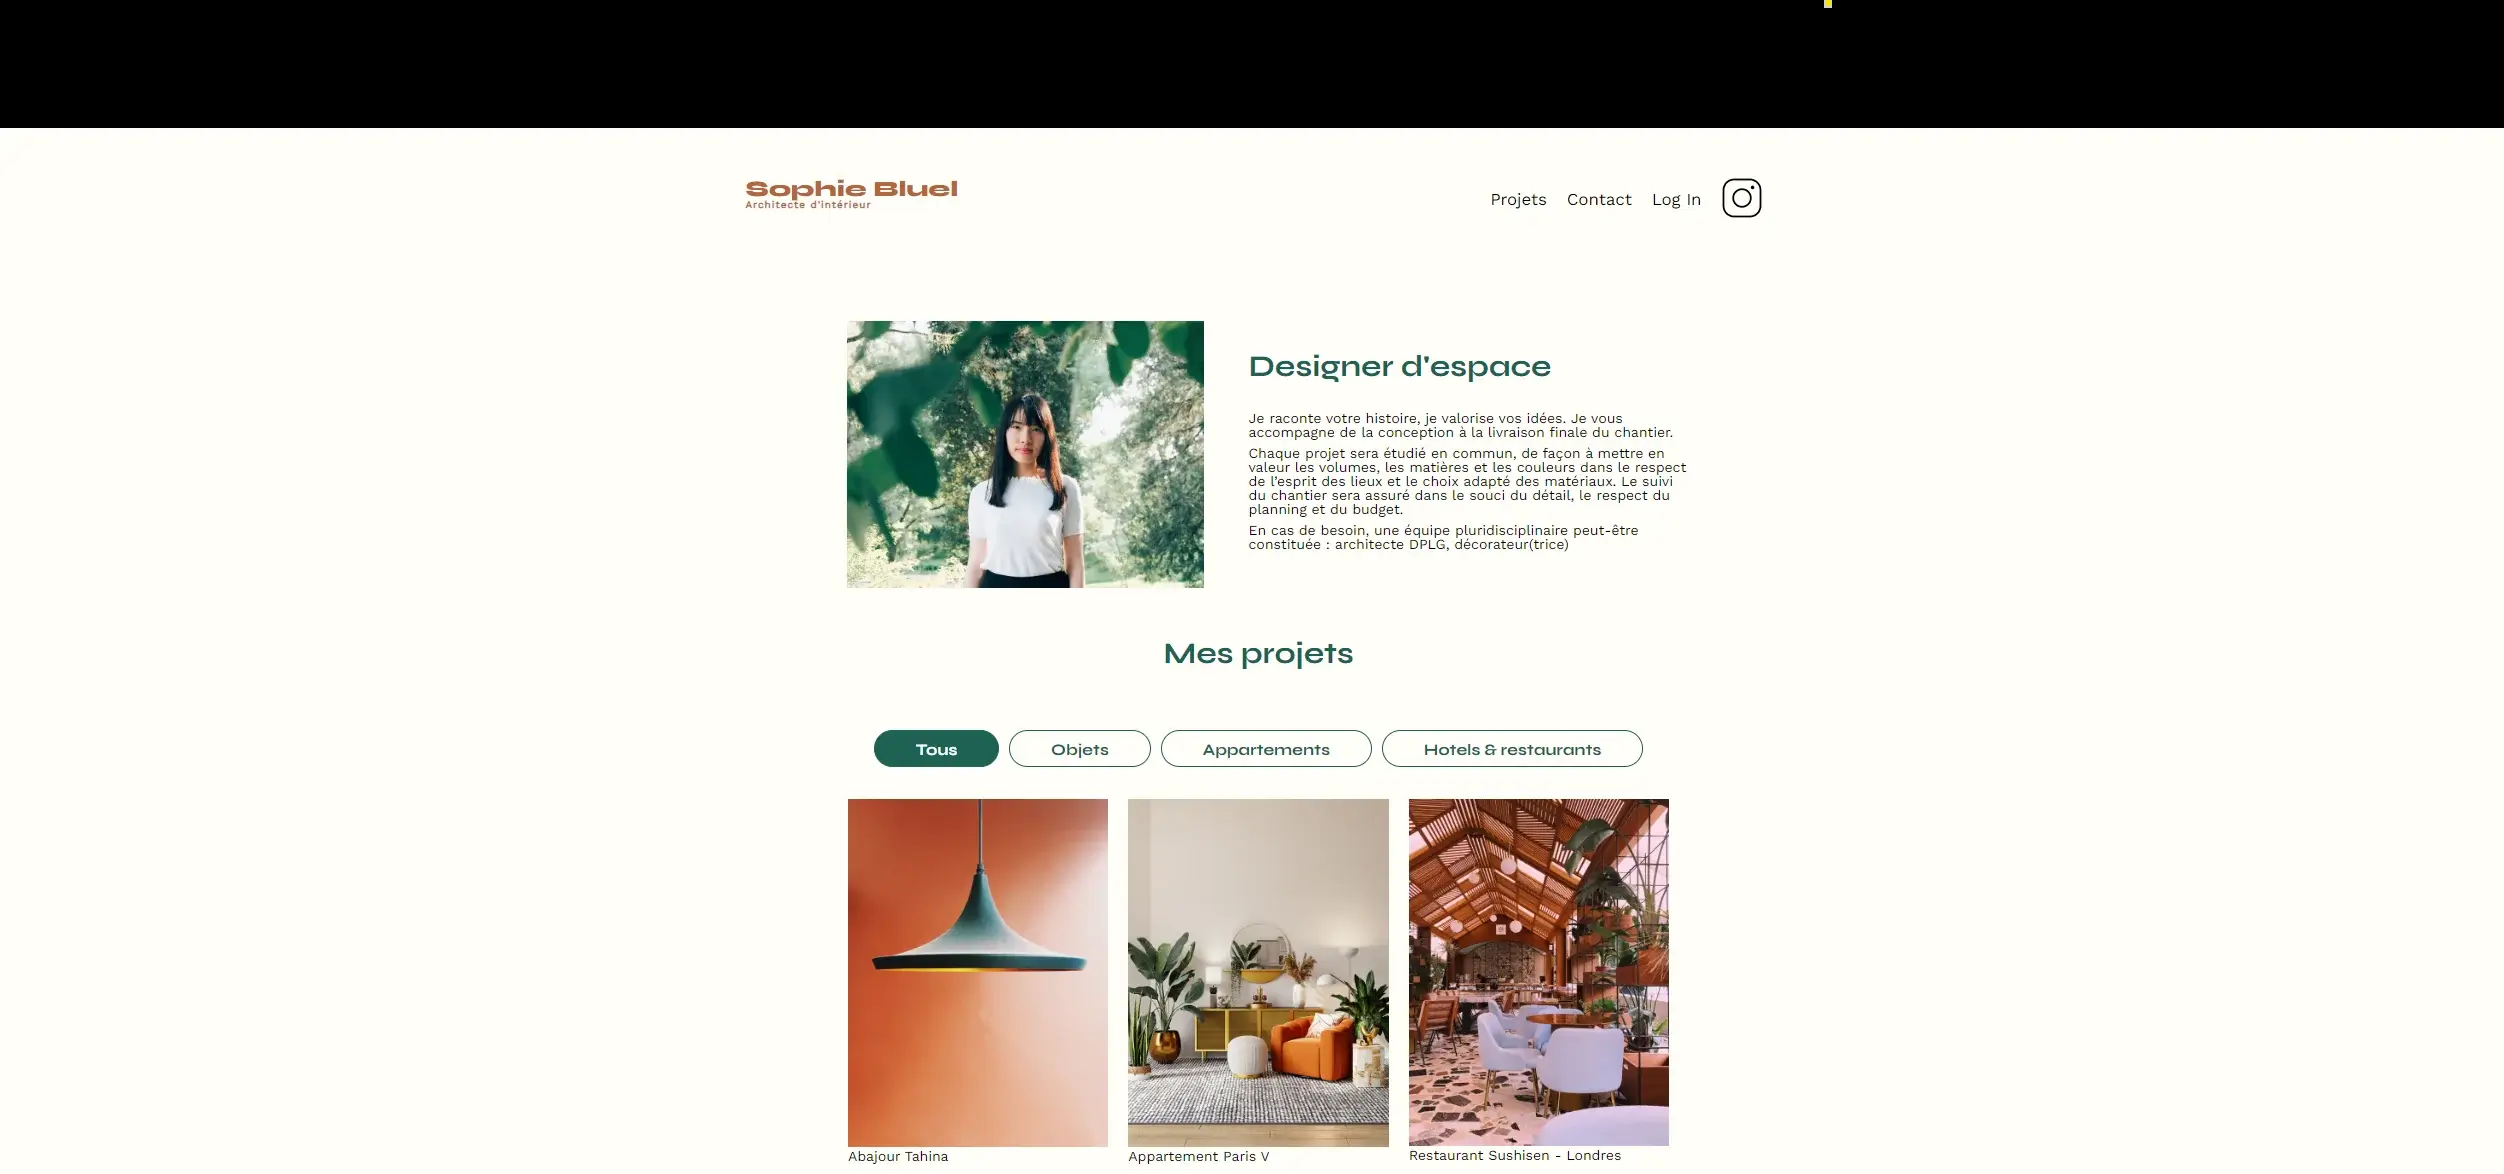 Sophie Bluel
Architecte d'intérieur
Projets Contact Log In
Designer d'espace
Je raconte votre histoire, je valorise vos idées. Je vous
accompagne de la conception à la livraison finale du chantier.
Chaque projet sera étudié en commun, de façon à mettre en
valeur les volumes, les matières et les couleurs dans le respect
de l’esprit des lieux et le choix adapté des matériaux. Le suivi
du chantier sera assuré dans le souci du détail, le respect du
planning et du budget.
En cas de besoin, une équipe pluridisciplinaire peut-être
constituée : architecte DPLG, décorateur(trice)
Mes projets
Tous Objets Appartements Hotels & restaurants
Abajour Tahina
Appartement Paris V
Restaurant Sushisen - Londres